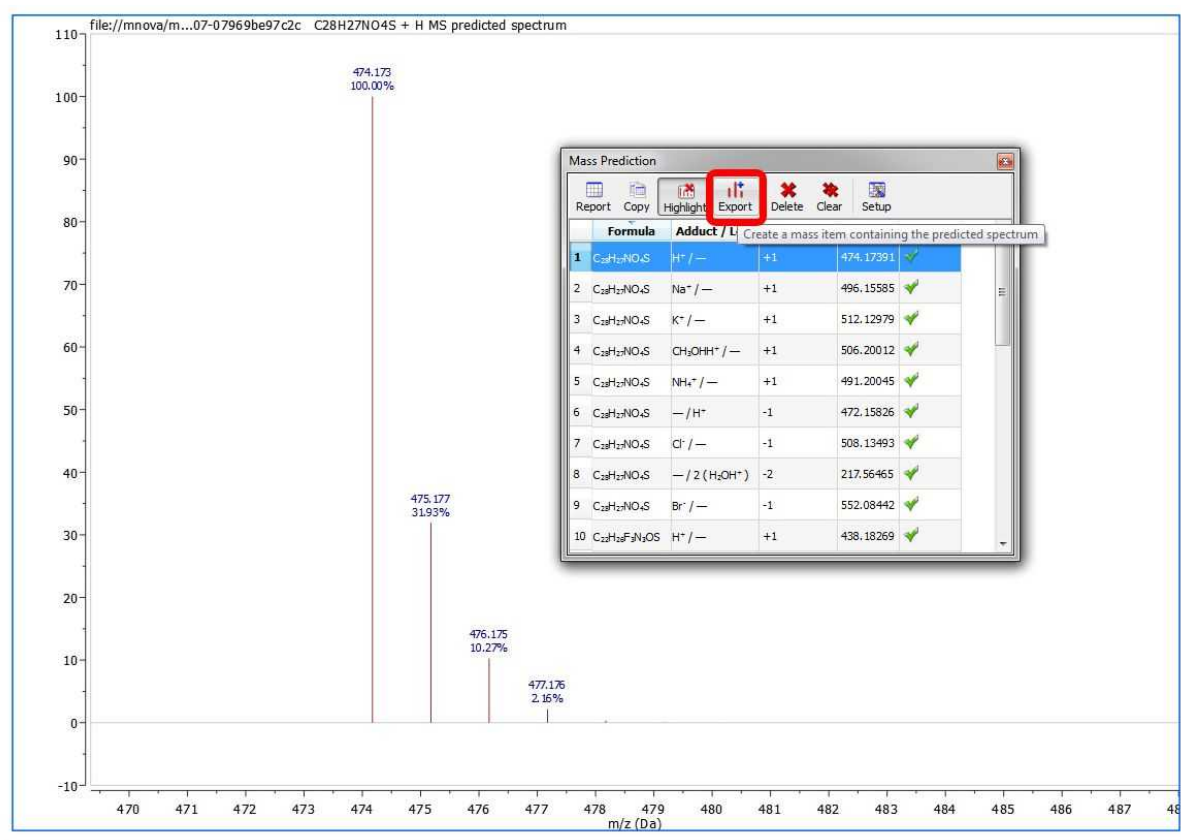 file://mnova/m...07-07969be97c2c C28H27NO4S + H MS predicted spectrum
110
100
90
80
70
60
50
40
30
20
10
0
-10
474.173
100.00%
475.177
31.93%
476.175
10.27%
477.176
2.16%
Mass Prediction
Report Copy Highlight Export Delete Clear Setup
Formula Adduct / L
Create a mass item containing the predicted spectrum
1 C₂₈H₂₇NO₄S H⁺ / — +1 474.17391
2 C₂₈H₂₇NO₄S Na⁺ / — +1 496.15585
3 C₂₈H₂₇NO₄S K⁺ / — +1 512.12979
4 C₂₈H₂₇NO₄S CH₃OHH⁺ / — +1 506.20012
5 C₂₈H₂₇NO₄S NH₄⁺ / — +1 491.20045
6 C₂₈H₂₇NO₄S — / H⁺ -1 472.15826
7 C₂₈H₂₇NO₄S Cl⁻ / — -1 508.13493
8 C₂₈H₂₇NO₄S — / 2 ( H₂OH⁺ ) -2 217.56465
9 C₂₈H₂₇NO₄S Br⁻ / — -1 552.08442
10 C₂₂H₂₆F₃N₃OS H⁺ / — +1 438.18269
470 471 472 473 474 475 476 477 478 479 480 481 482 483 484 485 486 487 48
m/z (Da)